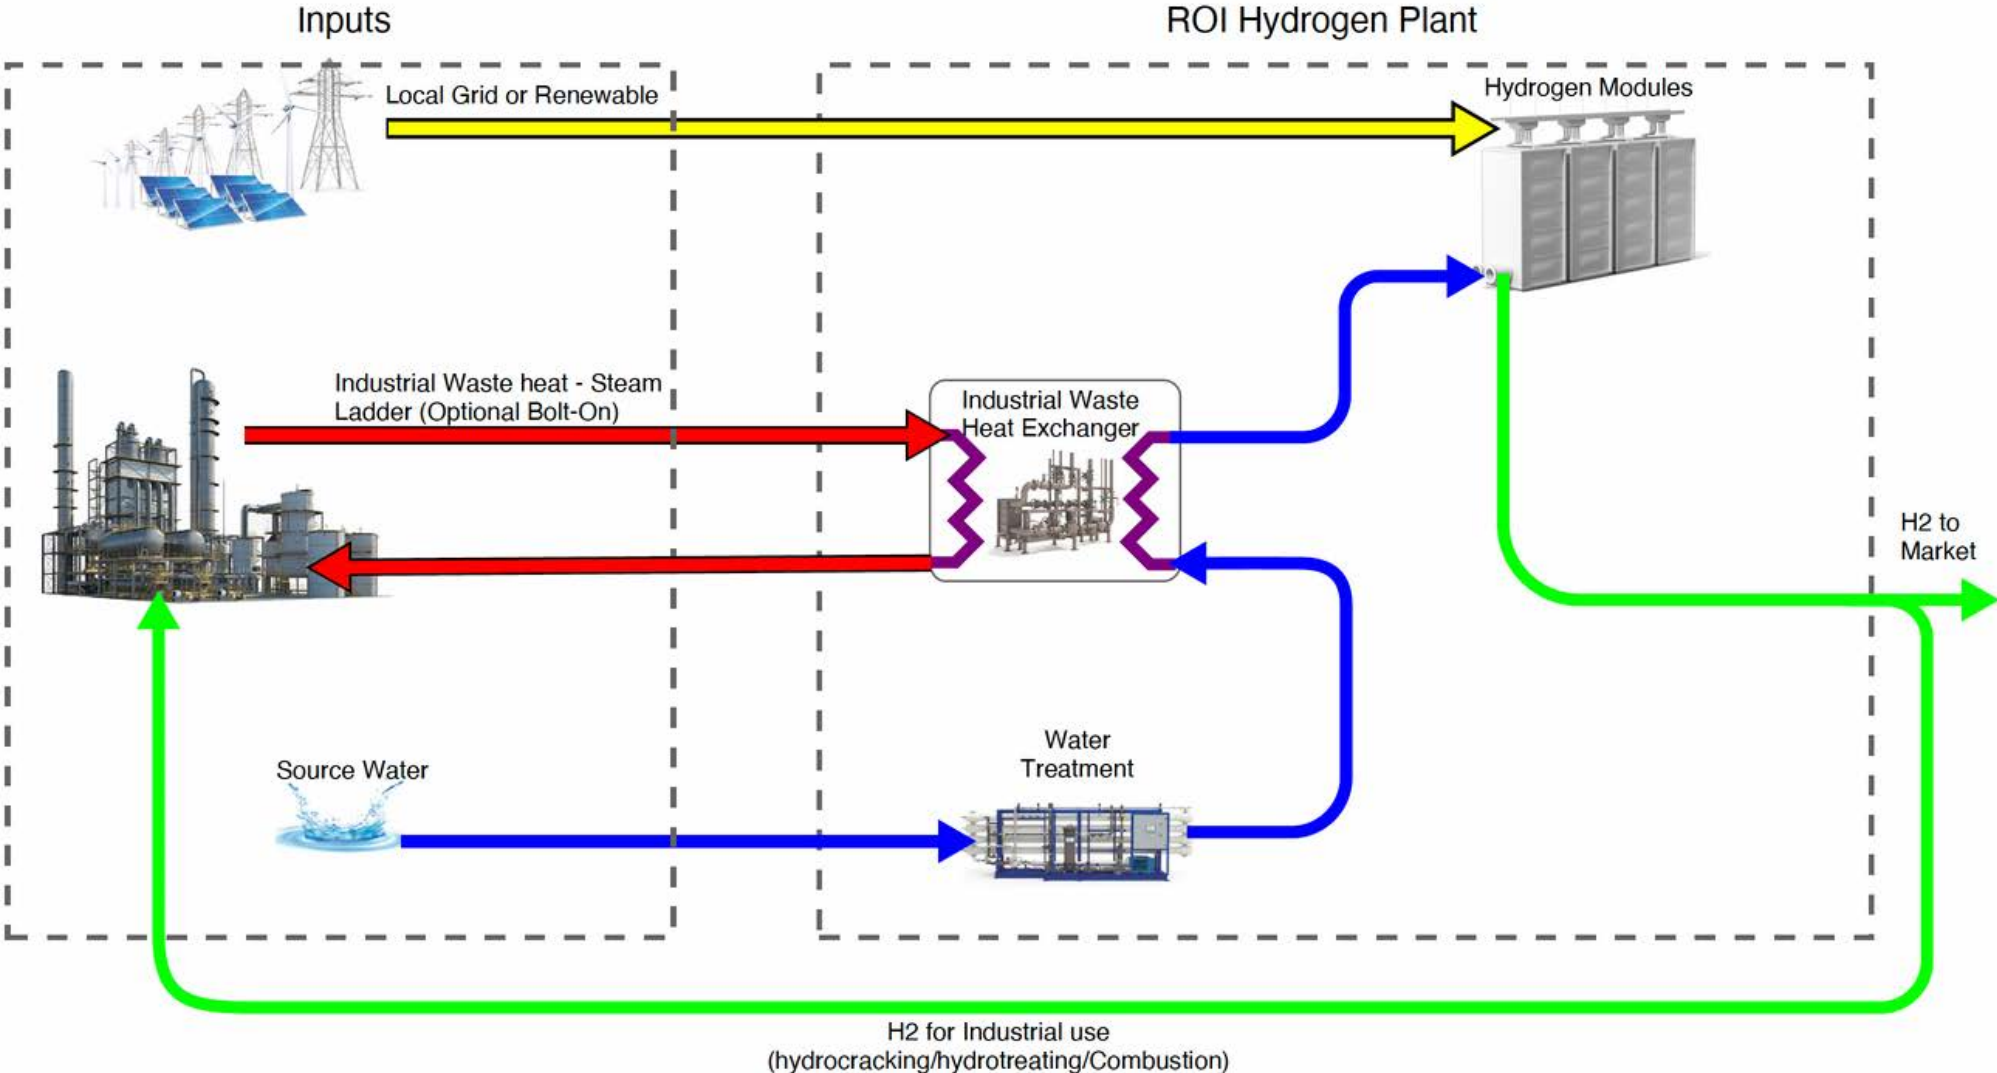 Inputs
ROI Hydrogen Plant
Local Grid or Renewable
Hydrogen Modules
Industrial Waste heat - Steam
Ladder (Optional Bolt-On)
Industrial Waste
Heat Exchanger
H2 to
Market
Source Water
Water
Treatment
H2 for Industrial use
(hydrocracking/hydrotreating/Combustion)